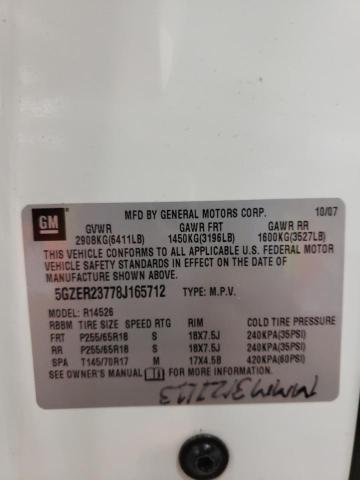 GM
MFD BY GENERAL MOTORS CORP. 10/07
GVWR GAWR FRT GAWR RR
2908KG(6411LB) 1450KG(3196LB) 1600KG(3527LB)
THIS VEHICLE CONFORMS TO ALL APPLICABLE U.S. FEDERAL MOTOR
VEHICLE SAFETY STANDARDS IN EFFECT ON THE DATE OF
MANUFACTURE SHOWN ABOVE.
5GZER23778J165712 TYPE: M.P.V.
MODEL: R14526
RBBM TIRE SIZE SPEED RTG RIM COLD TIRE PRESSURE
FRT P255/65R18 S 18X7.5J 240KPA(35PSI)
RR P255/65R18 S 18X7.5J 240KPA(35PSI)
SPA T145/70R17 M 17X4.5B 420KPA(60PSI)
SEE OWNER'S MANUAL FOR MORE INFORMATION